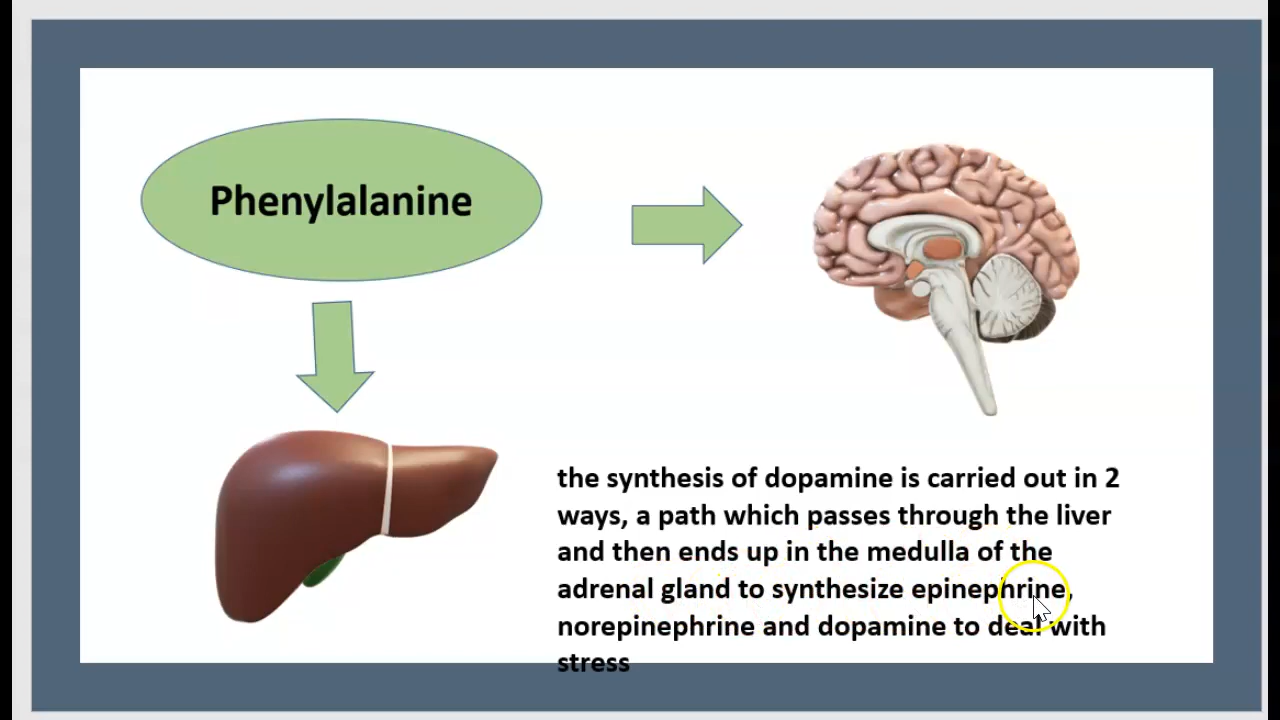 Phenylalanine
the synthesis of dopamine is carried out in 2
ways, a path which passes through the liver
and then ends up in the medulla of the
adrenal gland to synthesize epinephrine,
norepinephrine and dopamine to deal with
stress